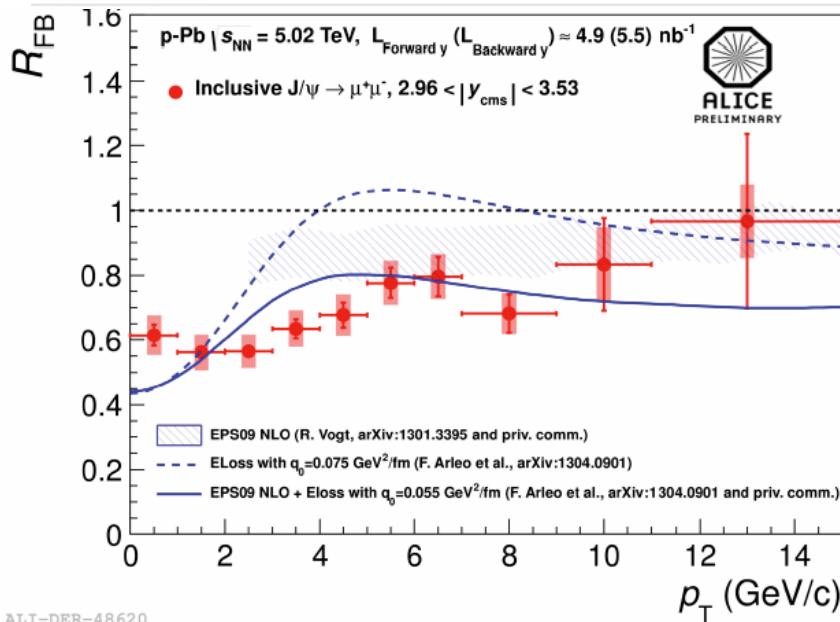 R_FB
1.6
p-Pb √s_NN = 5.02 TeV, L_Forward y (L_Backward y) ≈ 4.9 (5.5) nb⁻¹
Inclusive J/ψ → μ⁺μ⁻, 2.96 < |y_cms| < 3.53
ALICE
PRELIMINARY
1.4
1.2
1
0.8
0.6
0.4
EPS09 NLO (R. Vogt, arXiv:1301.3395 and priv. comm.)
ELoss with q₀=0.075 GeV²/fm (F. Arleo et al., arXiv:1304.0901)
0.2
EPS09 NLO + Eloss with q₀=0.055 GeV²/fm (F. Arleo et al., arXiv:1304.0901 and priv. comm.)
0
0 2 4 6 8 10 12 14
p_T (GeV/c)
ALI-DER-48620